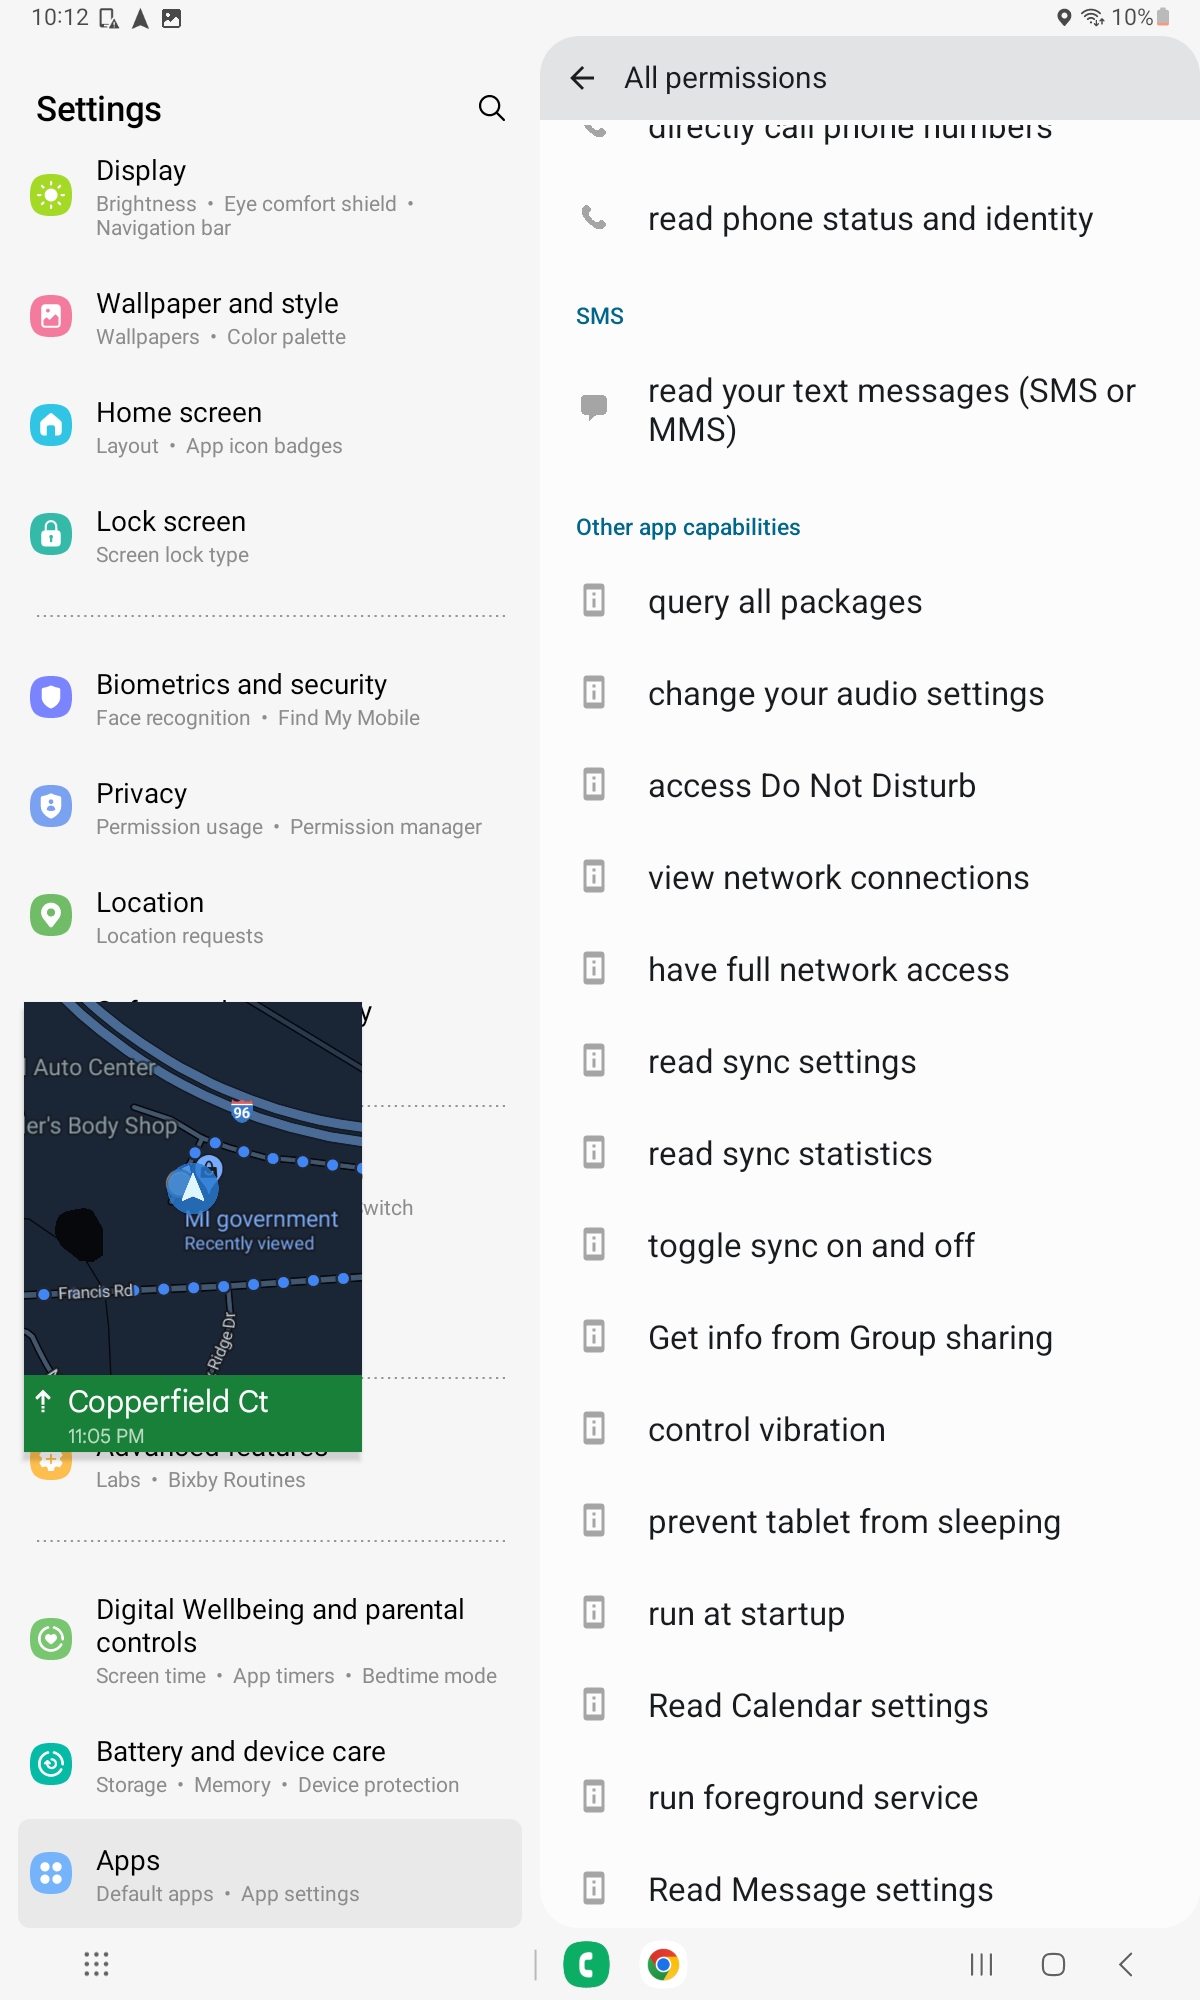 10:12
10%
Settings
Display
Brightness • Eye comfort shield •
Navigation bar
Wallpaper and style
Wallpapers • Color palette
Home screen
Layout • App icon badges
Lock screen
Screen lock type
Biometrics and security
Face recognition • Find My Mobile
Privacy
Permission usage • Permission manager
Location
Location requests
Auto Center
96
er's Body Shop
witch
MI government
Recently viewed
Francis Rd
Ridge Dr
Copperfield Ct
11:05 PM
Advanced features
Labs • Bixby Routines
Digital Wellbeing and parental
controls
Screen time • App timers • Bedtime mode
Battery and device care
Storage • Memory • Device protection
Apps
Default apps • App settings
All permissions
directly call phone numbers
read phone status and identity
SMS
read your text messages (SMS or
MMS)
Other app capabilities
query all packages
change your audio settings
access Do Not Disturb
view network connections
have full network access
read sync settings
read sync statistics
toggle sync on and off
Get info from Group sharing
control vibration
prevent tablet from sleeping
run at startup
Read Calendar settings
run foreground service
Read Message settings